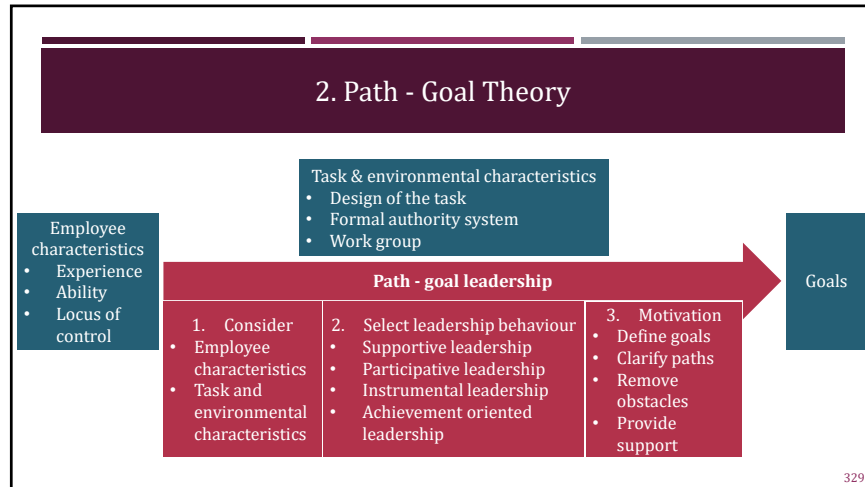 2. Path - Goal Theory
Task & environmental characteristics
• Design of the task
• Formal authority system
• Work group
Employee
characteristics
• Experience
• Ability
• Locus of
control
Path - goal leadership
Goals
1. Consider
• Employee
characteristics
• Task and
environmental
characteristics
2. Select leadership behaviour
• Supportive leadership
• Participative leadership
• Instrumental leadership
• Achievement oriented
leadership
3. Motivation
• Define goals
• Clarify paths
• Remove
obstacles
• Provide
support
329